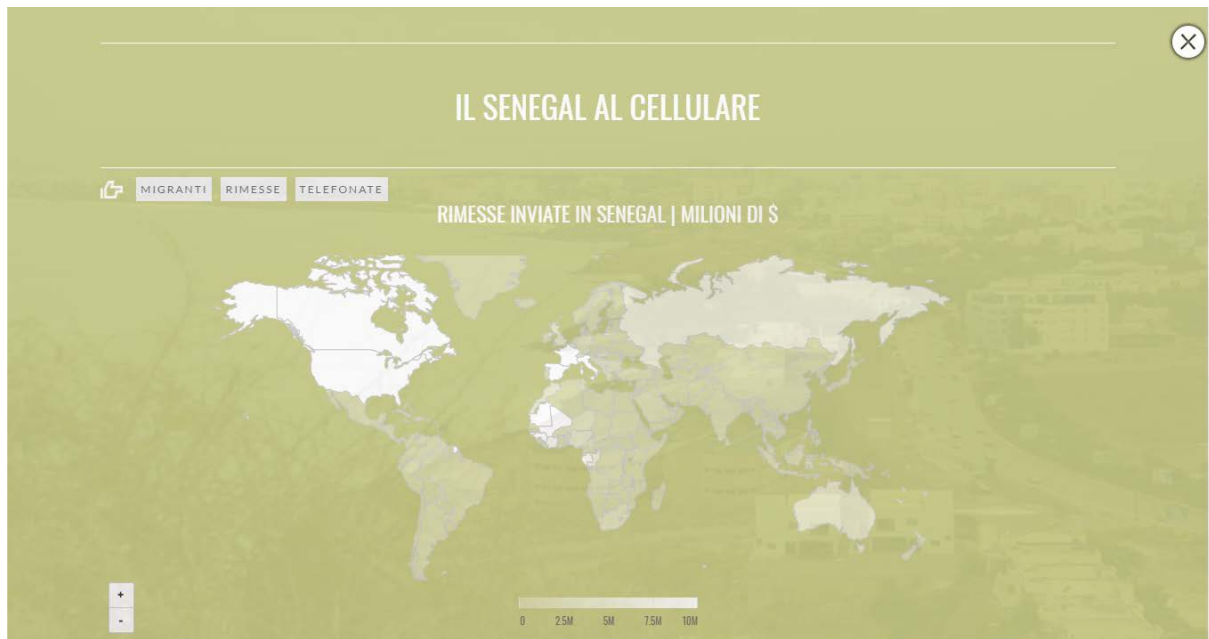 IL SENEGAL AL CELLULARE
MIGRANTI RIMESSE TELEFONATE
RIMESSE INVIATE IN SENEGAL | MILIONI DI $
+
-
0 2.5M 5M 7.5M 10M